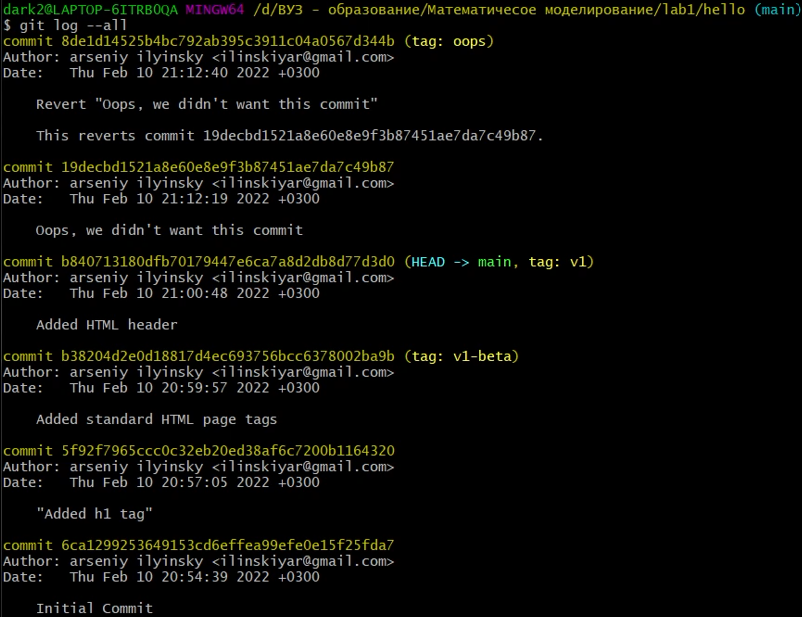 dark2@LAPTOP-6ITRBOQA MINGW64 /d/ВУЗ - образование/Математичесое моделирование/lab1/hello (main)
$ git log --all
commit 8de1d14525b4bc792ab395c3911c04a0567d344b (tag: oops)
Author: arseniy ilyinsky <ilinskiyar@gmail.com>
Date:   Thu Feb 10 21:12:40 2022 +0300
    Revert "Oops, we didn't want this commit"
    This reverts commit 19decbd1521a8e60e8e9f3b87451ae7da7c49b87.
commit 19decbd1521a8e60e8e9f3b87451ae7da7c49b87
Author: arseniy ilyinsky <ilinskiyar@gmail.com>
Date:   Thu Feb 10 21:12:19 2022 +0300
    Oops, we didn't want this commit
commit b840713180dfb70179447e6ca7a8d2db8d77d3d0 (HEAD -> main, tag: v1)
Author: arseniy ilyinsky <ilinskiyar@gmail.com>
Date:   Thu Feb 10 21:00:48 2022 +0300
    Added HTML header
commit b38204d2e0d18817d4ec693756bcc6378002ba9b (tag: v1-beta)
Author: arseniy ilyinsky <ilinskiyar@gmail.com>
Date:   Thu Feb 10 20:59:57 2022 +0300
    Added standard HTML page tags
commit 5f92f7965ccc0c32eb20ed38af6c7200b1164320
Author: arseniy ilyinsky <ilinskiyar@gmail.com>
Date:   Thu Feb 10 20:57:05 2022 +0300
    "Added h1 tag"
commit 6ca1299253649153cd6effea99efe0e15f25fda7
Author: arseniy ilyinsky <ilinskiyar@gmail.com>
Date:   Thu Feb 10 20:54:39 2022 +0300
    Initial Commit